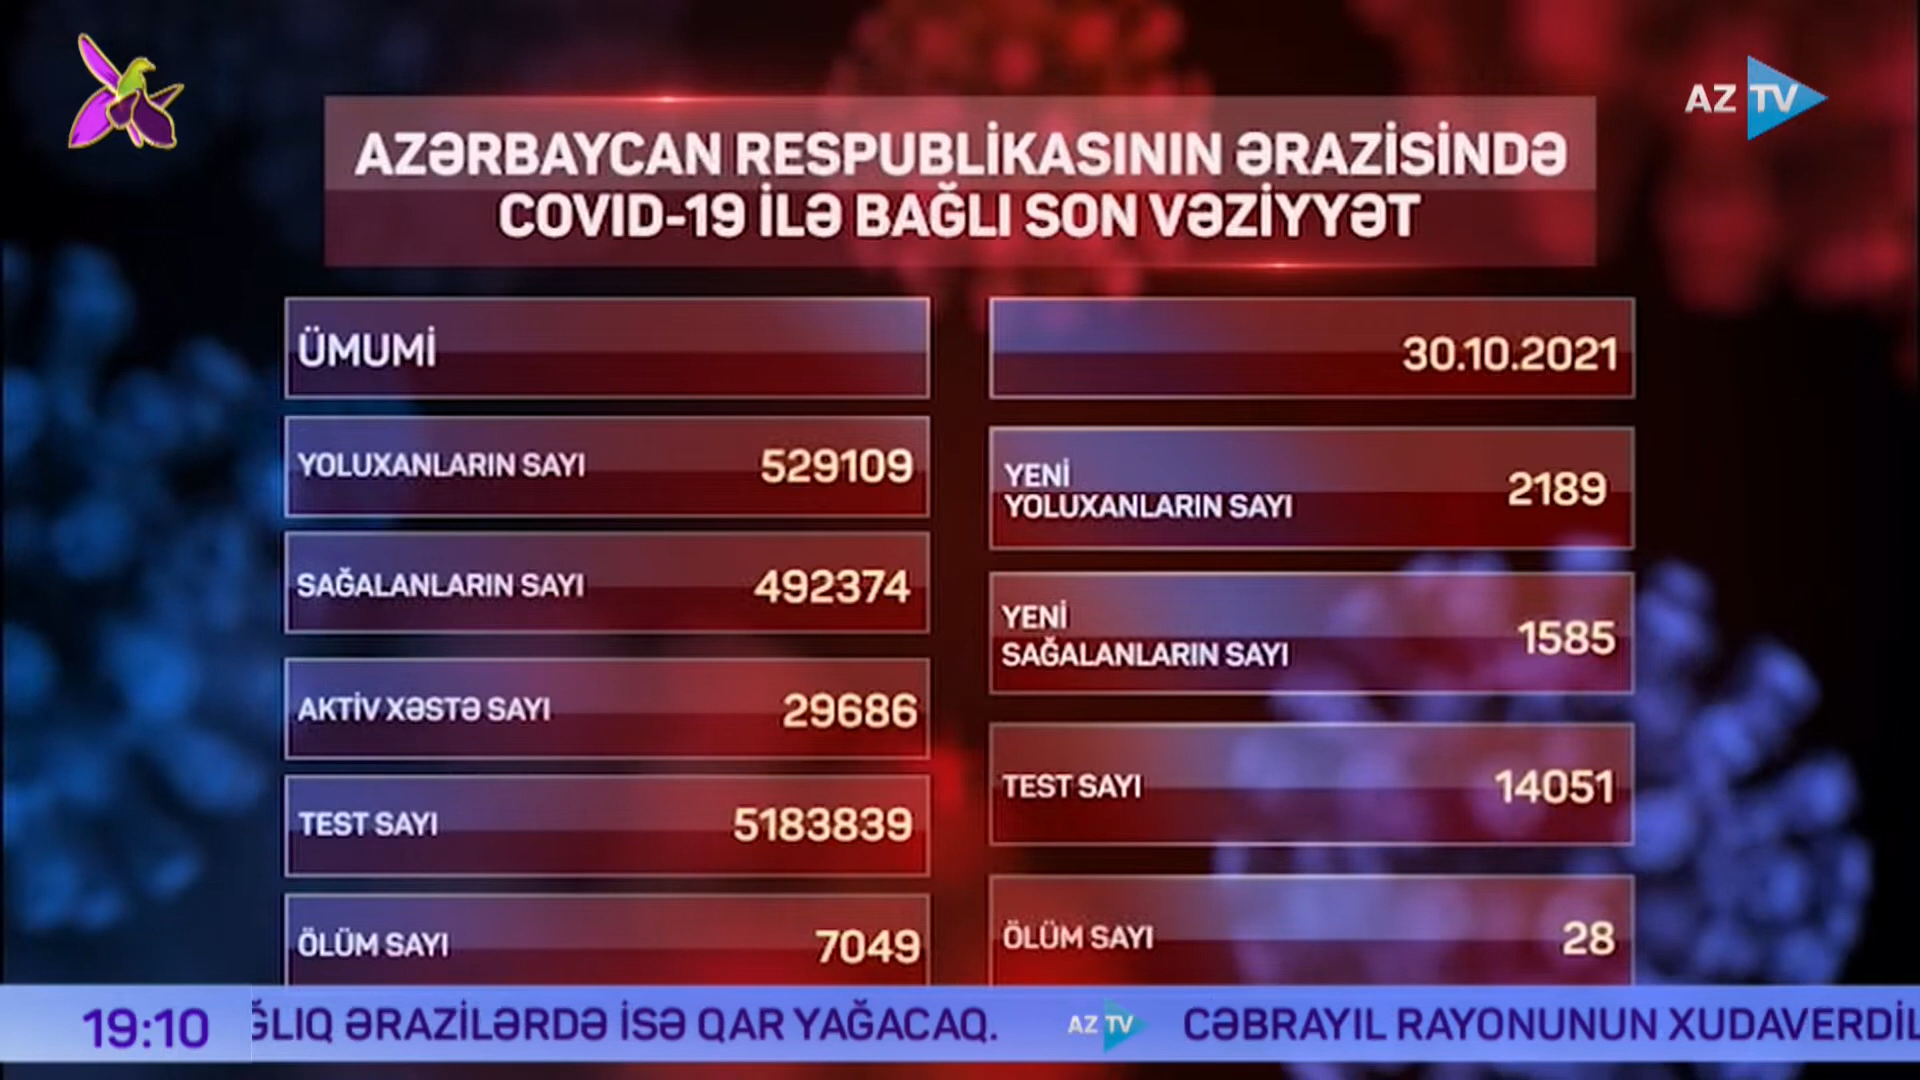 AZ TV
AZƏRBAYCAN RESPUBLİKASININ ƏRAZİSİNDƏ
COVID-19 İLƏ BAĞLI SON VƏZİYYƏT
ÜMUMİ
YOLUXANLARIN SAYI 529109
SAĞALANLARIN SAYI 492374
AKTİV XƏSTƏ SAYI 29686
TEST SAYI 5183839
ÖLÜM SAYI 7049
30.10.2021
YENİ
YOLUXANLARIN SAYI 2189
YENİ
SAĞALANLARIN SAYI 1585
TEST SAYI 14051
ÖLÜM SAYI 28
19:10 ĞLIQ ƏRAZİLƏRDƏ İSƏ QAR YAĞACAQ. AZ TV CƏBRAYIL RAYONUNUN XUDAVERDİL